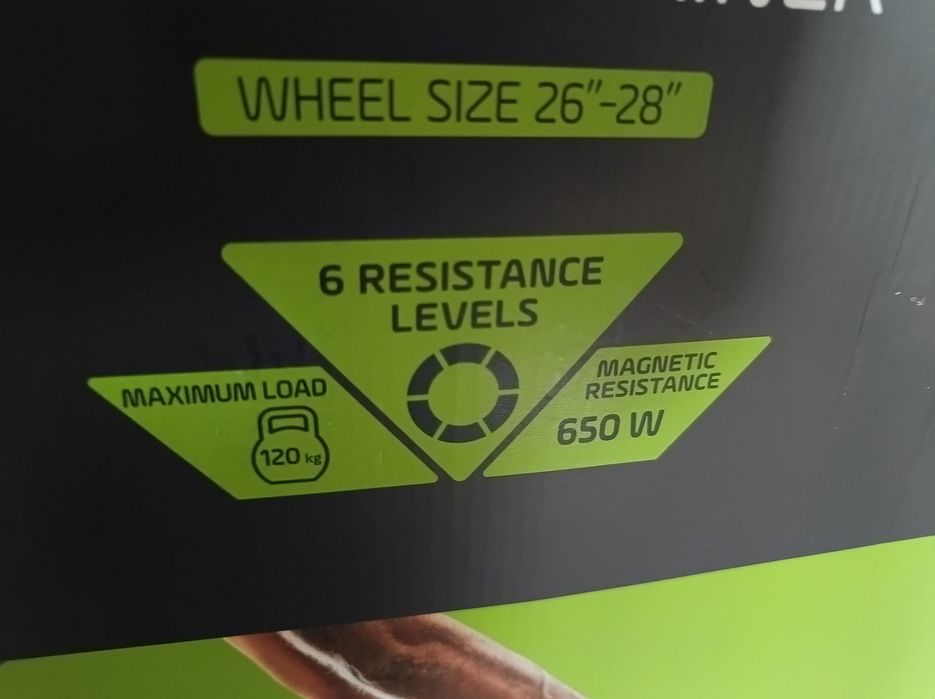 WHEEL SIZE 26"-28"
6 RESISTANCE
LEVELS
MAXIMUM LOAD
120 kg
MAGNETIC
RESISTANCE
650 W